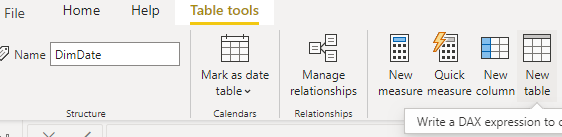 File Home Help Table tools
Name DimDate
Mark as date
table
Manage
relationships
New
measure
Quick
measure
New
column
New
table
Structure Calendars Relationships
Write a DAX expression to